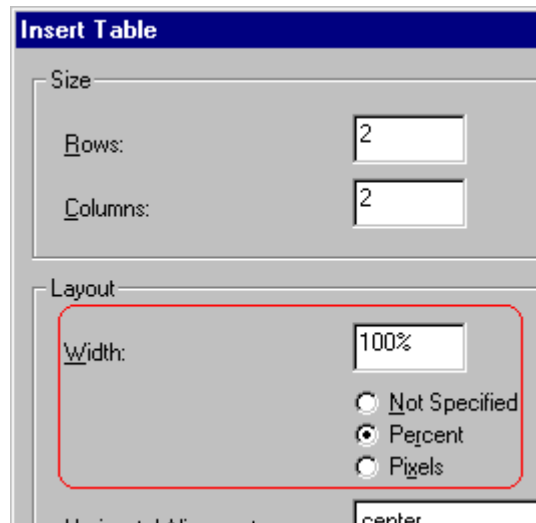 Insert Table
Size
Rows: 2
Columns: 2
Layout
Width: 100%
Not Specified
Percent
Pixels
center